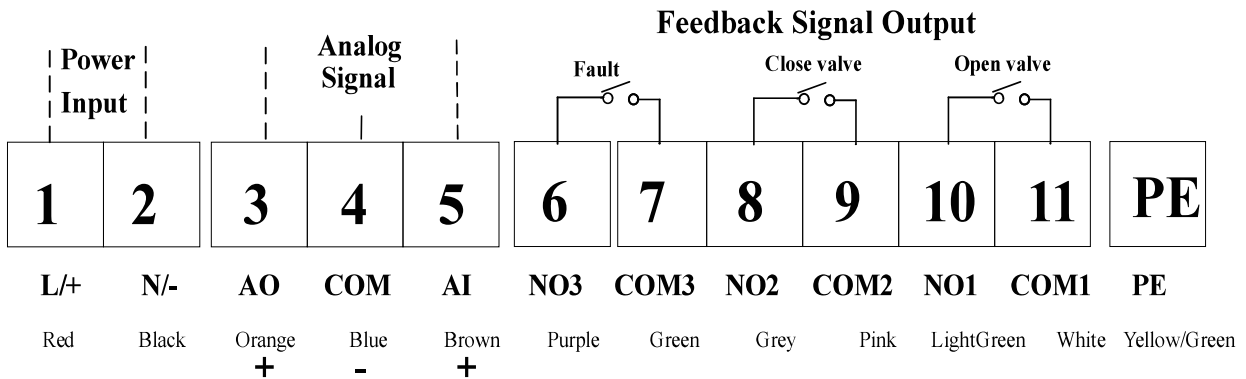 Feedback Signal Output
Power
Input
Analog
Signal
Fault
Close valve
Open valve
1 2 3 4 5 6 7 8 9 10 11 PE
L/+ N/- AO COM AI NO3 COM3 NO2 COM2 NO1 COM1 PE
Red Black Orange Blue Brown Purple Green Grey Pink LightGreen White Yellow/Green
+ - +